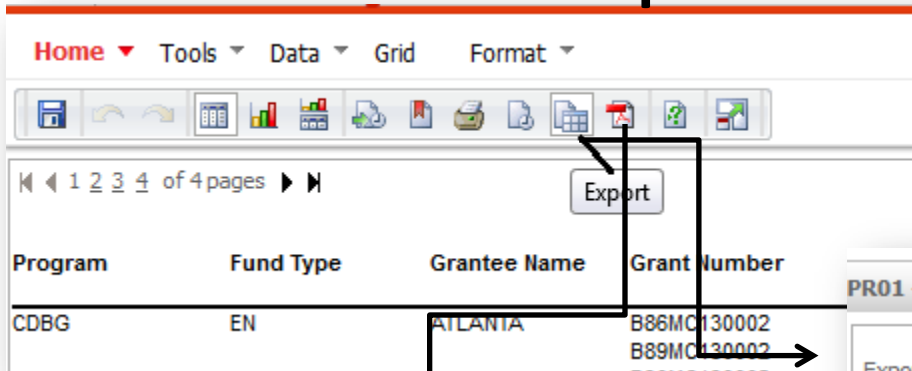 Home Tools Data Grid Format
1 2 3 4 of 4 pages
Export
Program Fund Type Grantee Name Grant Number
PR01
CDBG EN ATLANTA B86MC130002
B89MC130002